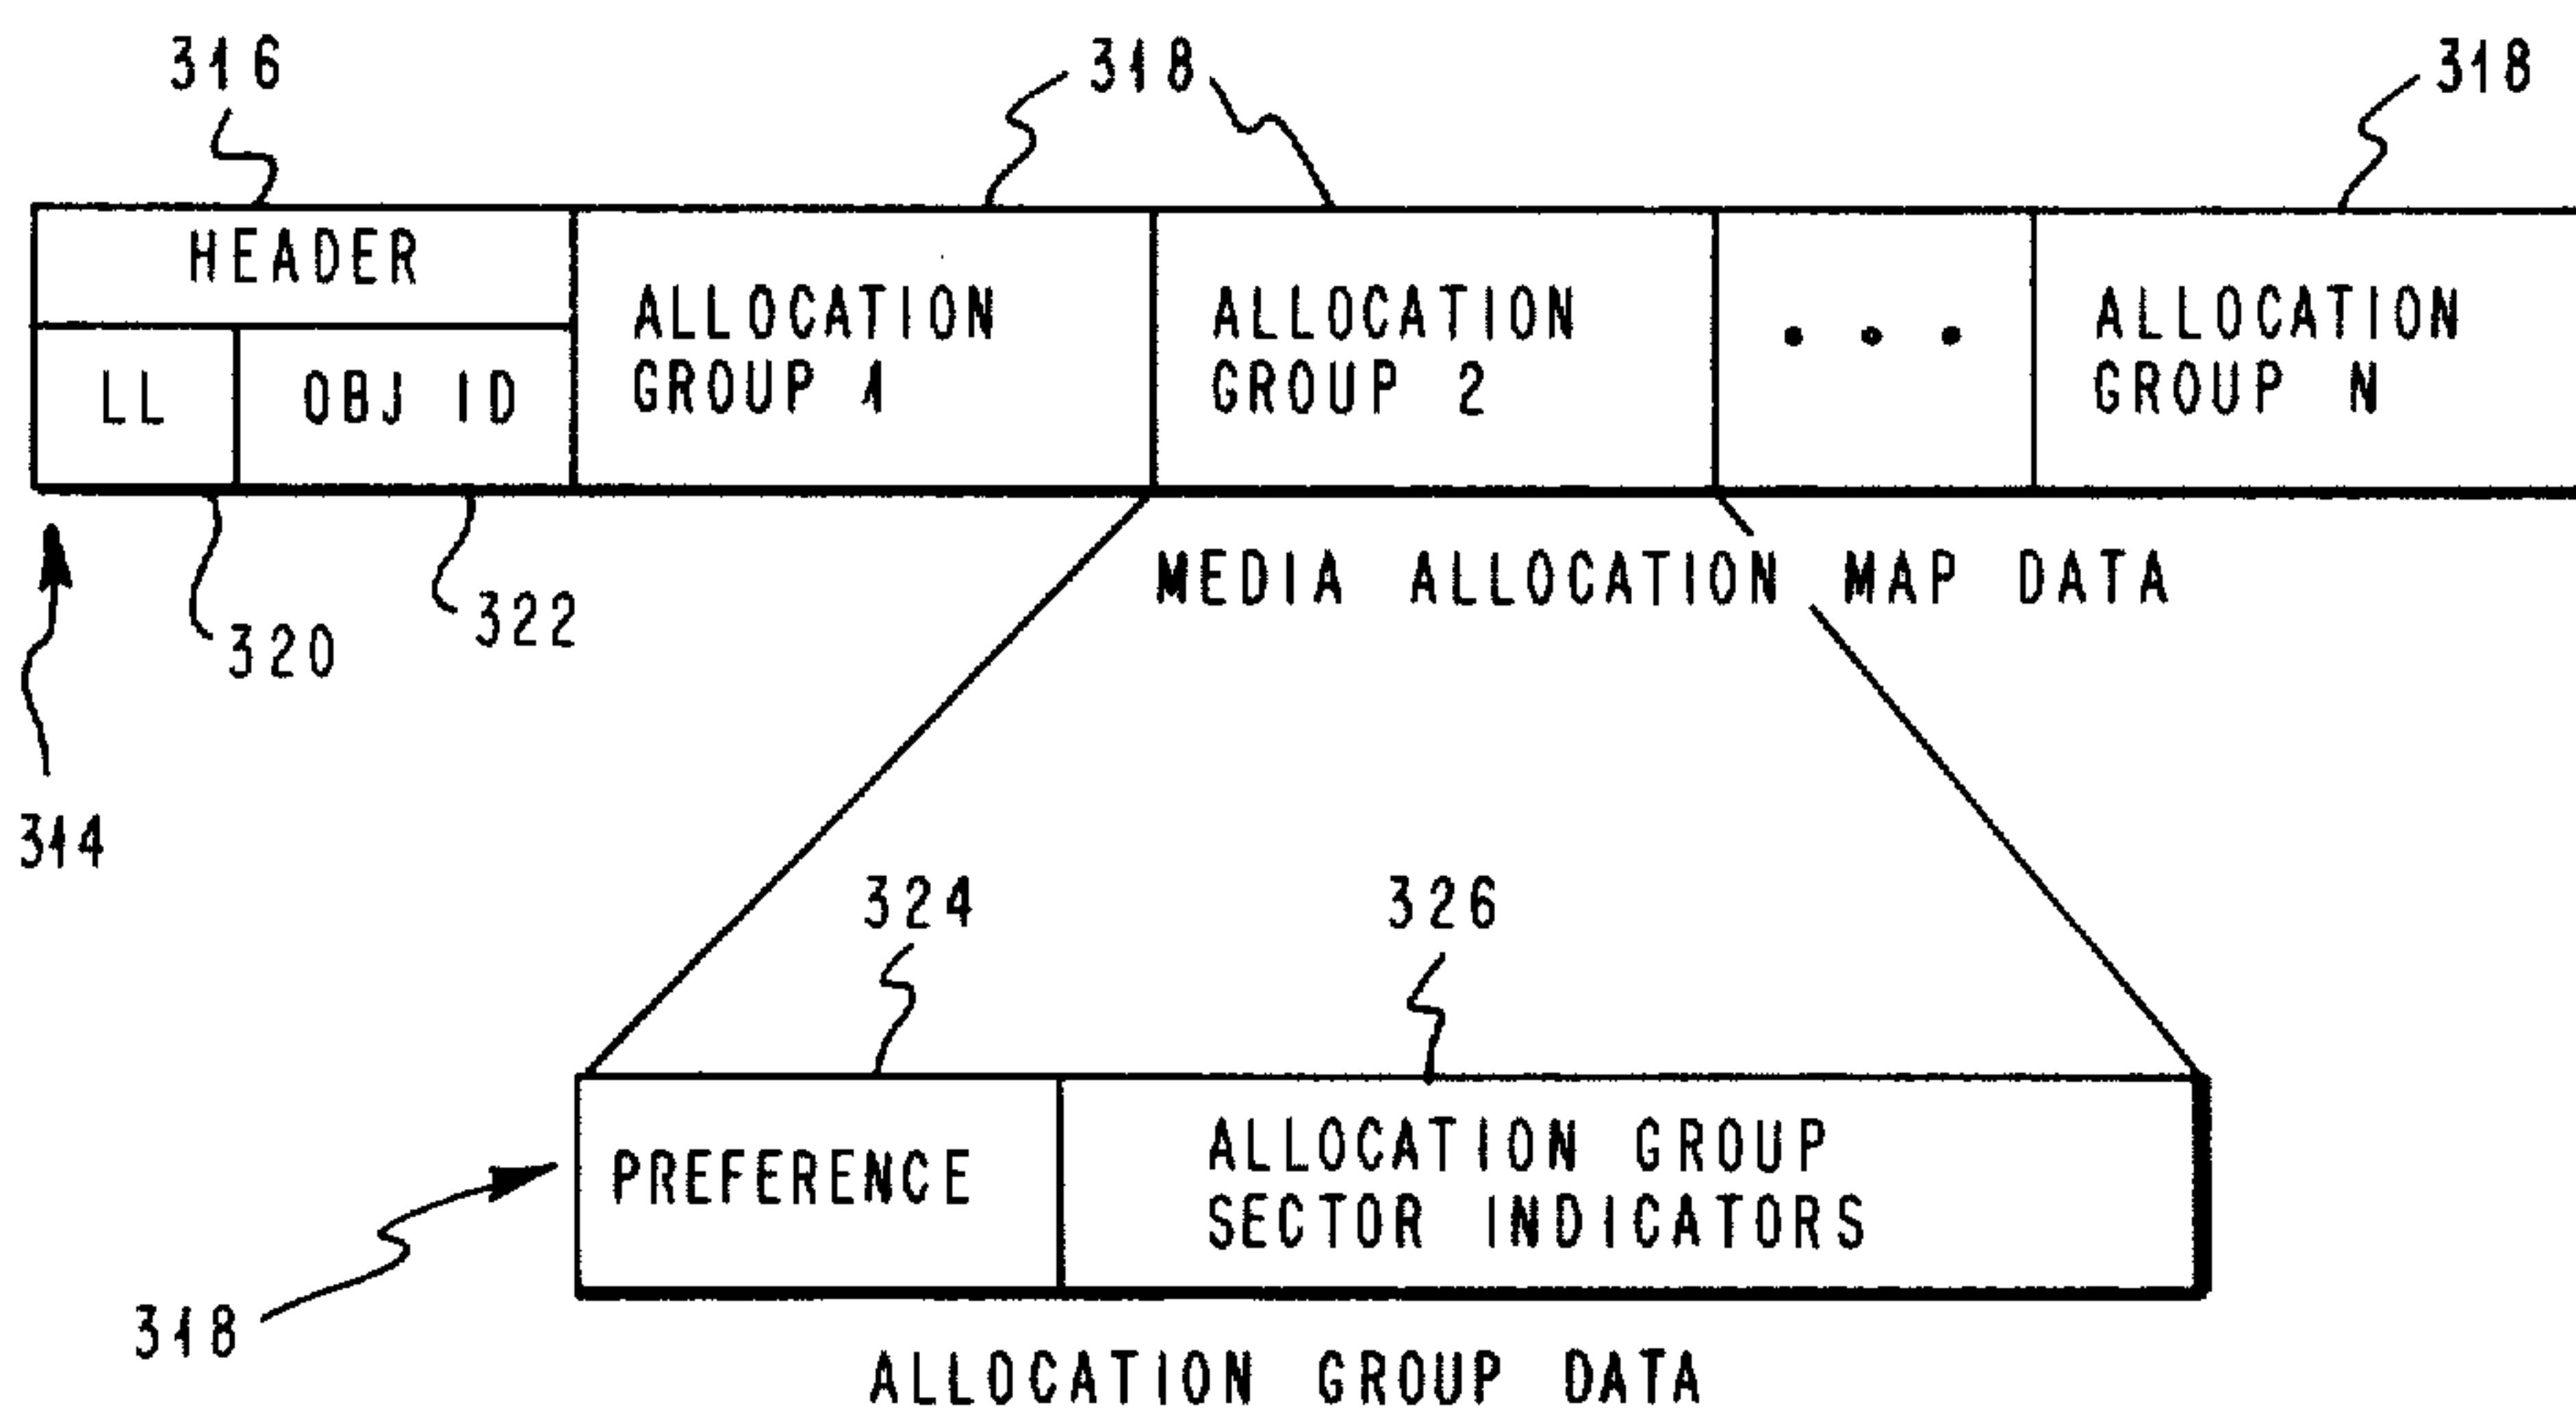 316
318
318
HEADER
LL
OBJ ID
ALLOCATION
GROUP 1
ALLOCATION
GROUP 2
• • •
ALLOCATION
GROUP N
320
322
314
MEDIA ALLOCATION MAP DATA
324
326
PREFERENCE
ALLOCATION GROUP
SECTOR INDICATORS
318
ALLOCATION GROUP DATA